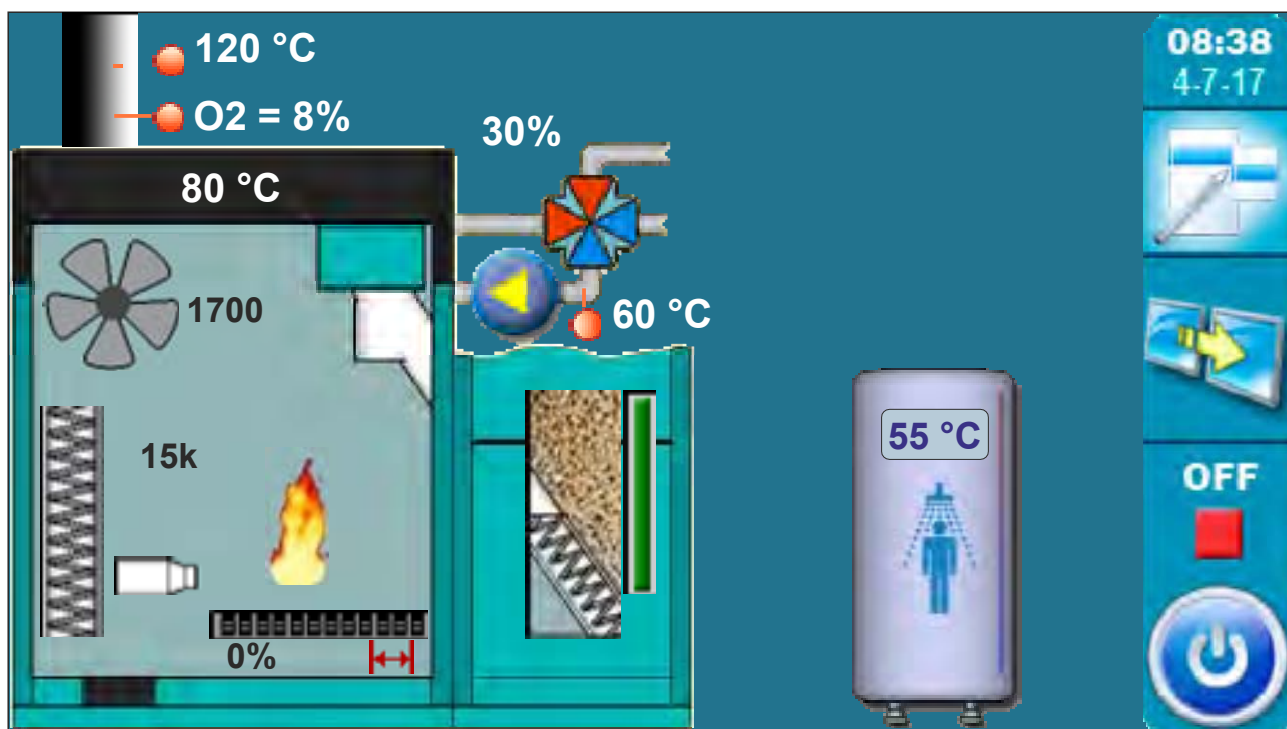 120 °C
O2 = 8%
80 °C
30%
1700
60 °C
15k
0%
55 °C
08:38
4-7-17
OFF